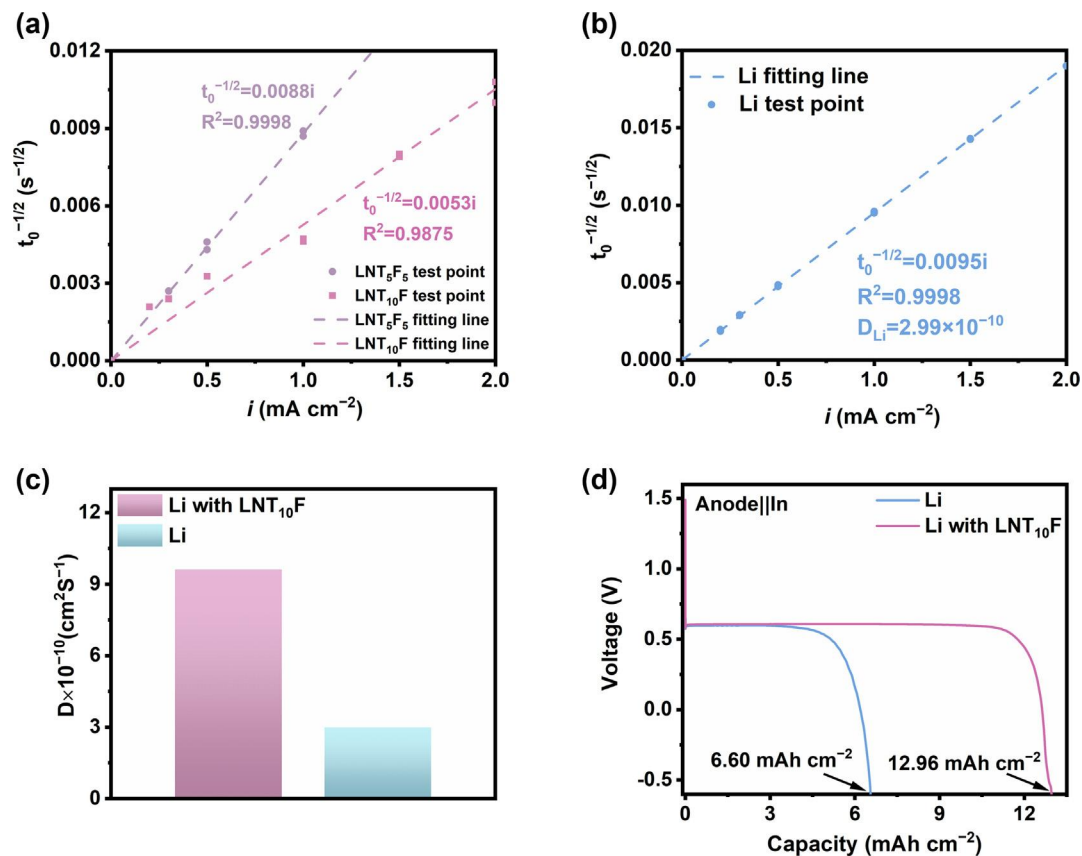 (a)
0.012
0.009
0.006
0.003
0.000
t₀⁻¹/² (s⁻¹/²)
t₀⁻¹/²=0.0088i
R²=0.9998
t₀⁻¹/²=0.0053i
R²=0.9875
LNT₅F₅ test point
LNT₁₀F test point
LNT₅F₅ fitting line
LNT₁₀F fitting line
0.0 0.5 1.0 1.5 2.0
i (mA cm⁻²)
(b)
0.020
0.015
0.010
0.005
0.000
t₀⁻¹/² (s⁻¹/²)
Li fitting line
Li test point
t₀⁻¹/²=0.0095i
R²=0.9998
D_Li=2.99×10⁻¹⁰
0.0 0.5 1.0 1.5 2.0
i (mA cm⁻²)
(c)
12
9
6
3
0
D×10⁻¹⁰(cm²S⁻¹)
Li with LNT₁₀F
Li
(d)
1.5
1.0
0.5
0.0
-0.5
Voltage (V)
Anode||In
Li
Li with LNT₁₀F
6.60 mAh cm⁻²
12.96 mAh cm⁻²
0 3 6 9 12
Capacity (mAh cm⁻²)